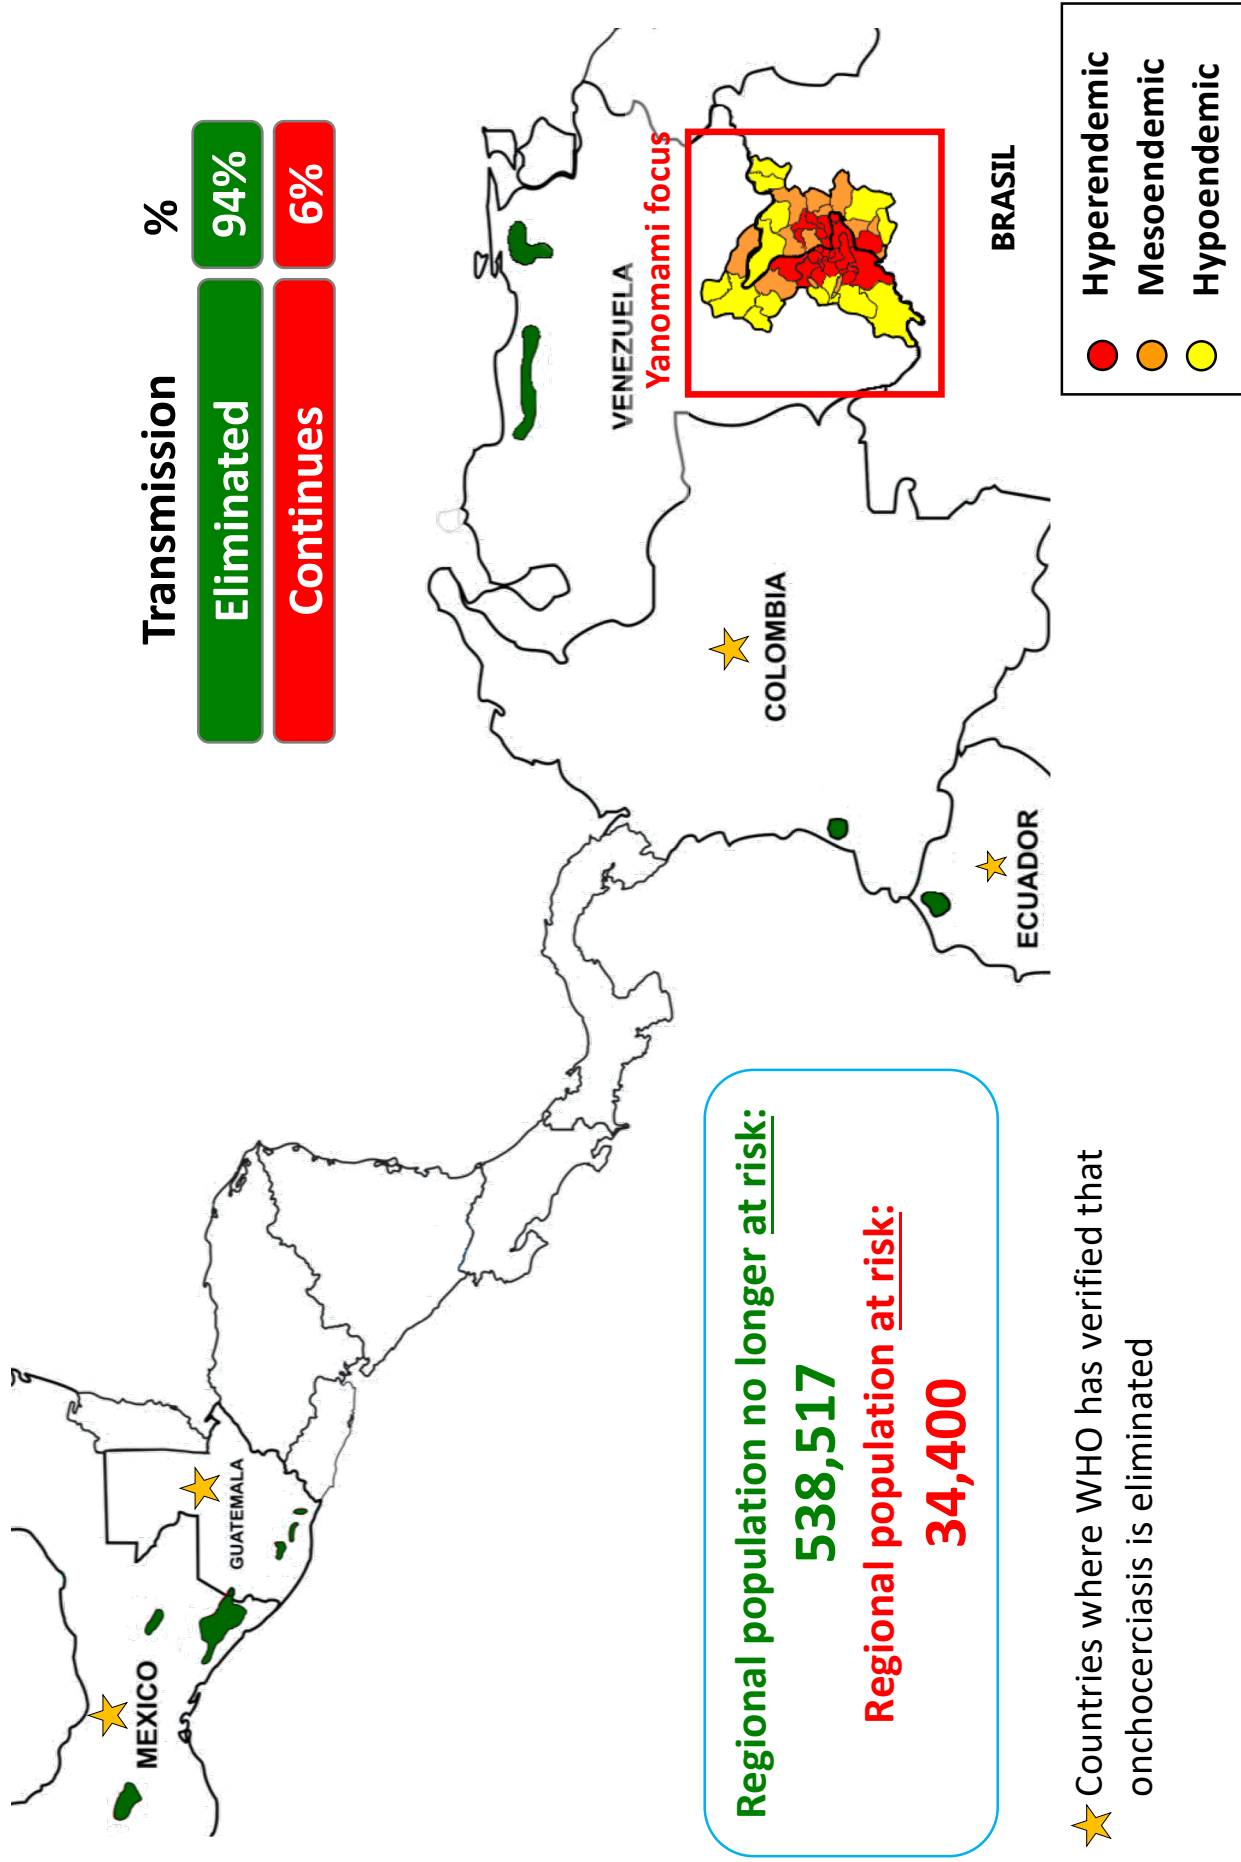 Transmission %
Eliminated 94%
Continues 6%
MEXICO
GUATEMALA
VENEZUELA
Yanomami focus
COLOMBIA
ECUADOR
BRASIL
Regional population no longer at risk:
538,517
Regional population at risk:
34,400
Countries where WHO has verified that
onchocerciasis is eliminated
Hyperendemic
Mesoendemic
Hypoendemic